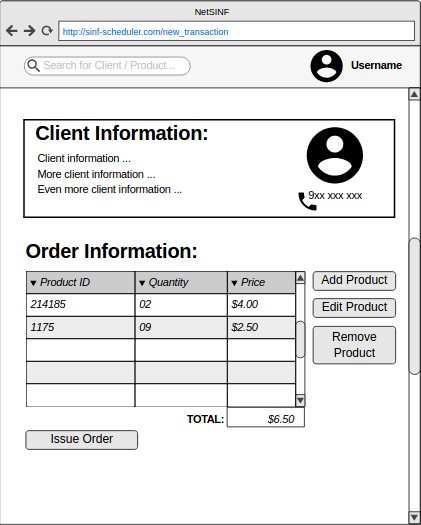 NetSINF
http://sinf-scheduler.com/new_transaction
Search for Client / Product...
Username
Client Information:
Client information ...
More client information ...
Even more client information ...
9xx xxx xxx
Order Information:
Product ID Quantity Price
214185 02 $4.00
1175 09 $2.50
Add Product
Edit Product
Remove
Product
TOTAL: $6.50
Issue Order